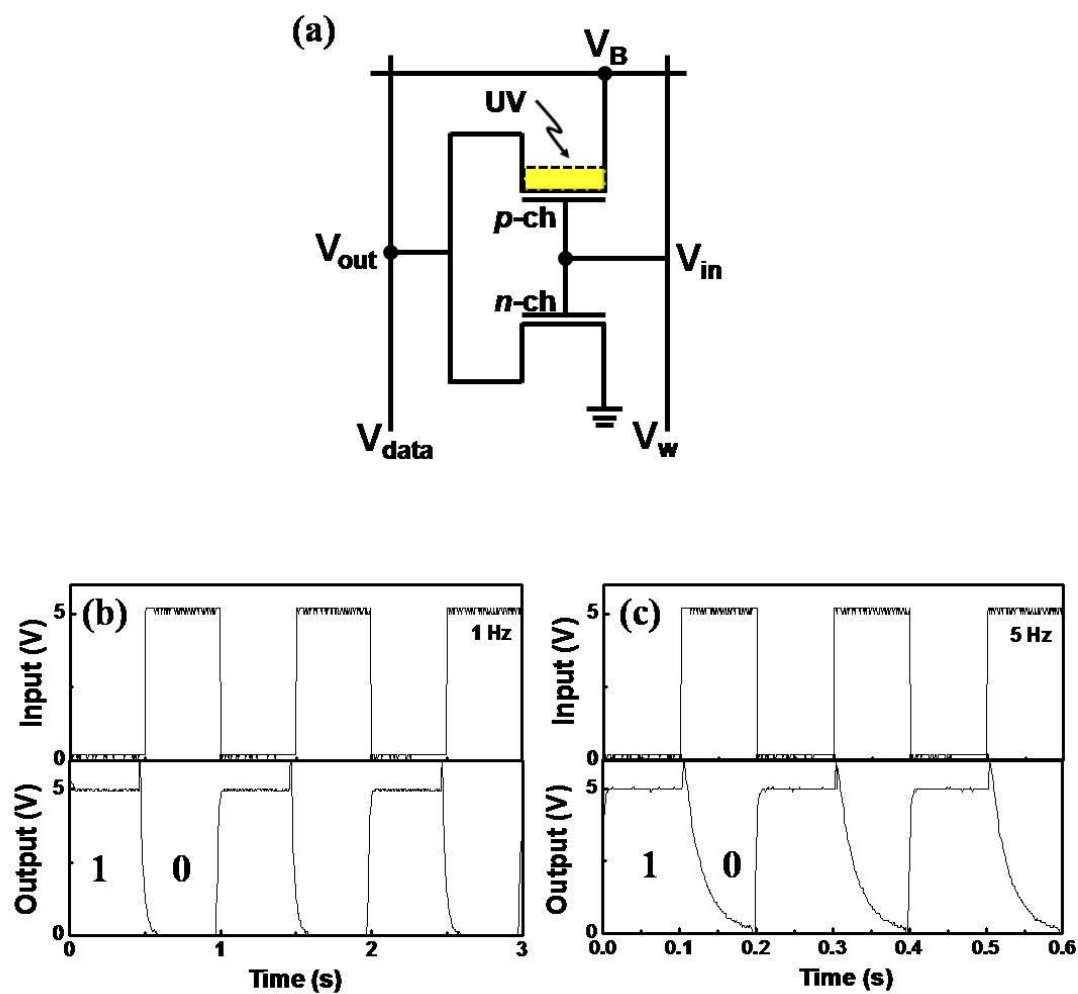 (a)
V_B
UV
p-ch
V_out
V_in
n-ch
V_data
V_w
(b)
5
0
Input (V)
1 Hz
5
0
Output (V)
1 0
0 1 2 3
Time (s)
(c)
5
0
Input (V)
5 Hz
5
0
Output (V)
1 0
0.0 0.1 0.2 0.3 0.4 0.5 0.6
Time (s)